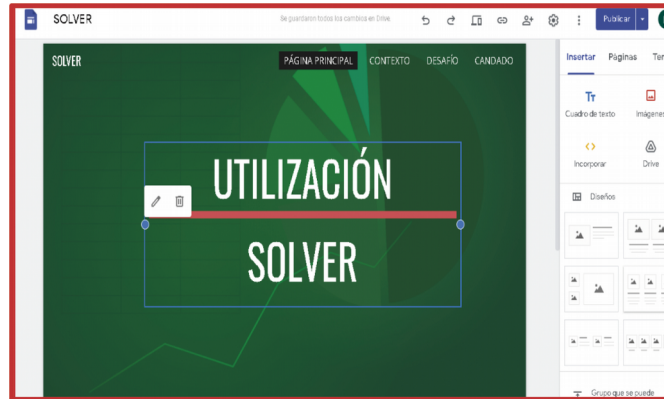 SOLVER
Se guardaron todos los cambios en Drive
Publicar
SOLVER
PÁGINA PRINCIPAL CONTEXTO DESAFÍO CANDADO
UTILIZACIÓN
SOLVER
Insertar Páginas Te
Cuadro de texto Imágenes
Incorporar Drive
Diseños
Grupo que se puede